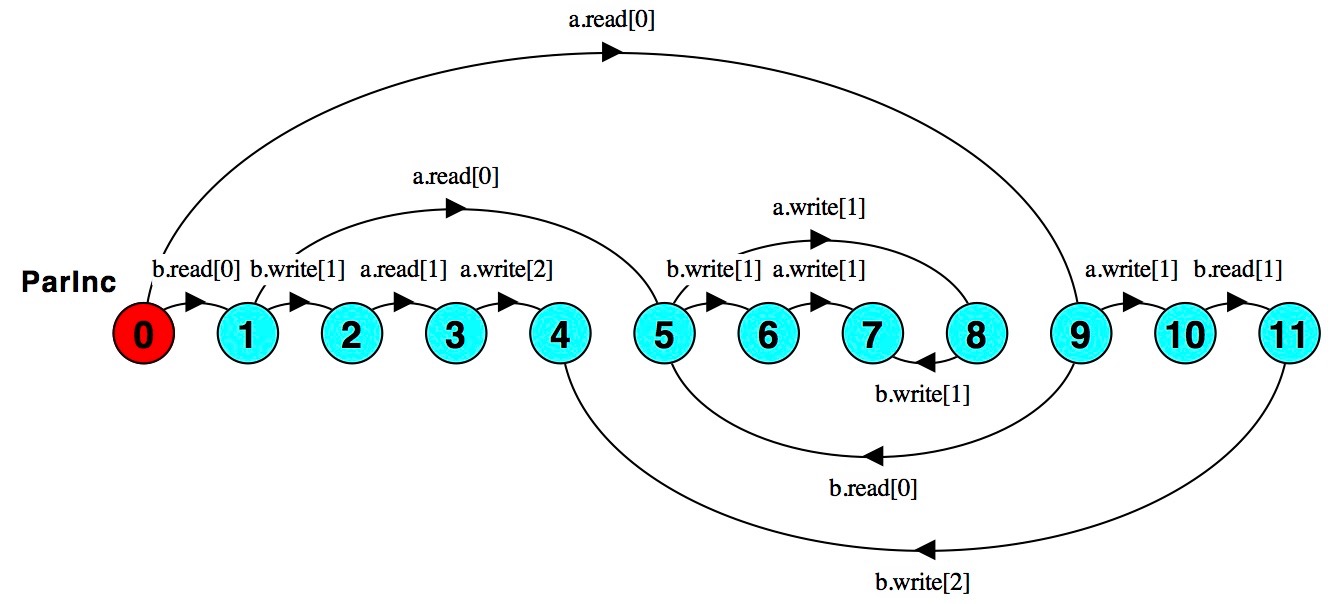 a.read[0]
a.read[0]
a.write[1]
ParInc
b.read[0] b.write[1] a.read[1] a.write[2] b.write[1] a.write[1] a.write[1] b.read[1]
0 1 2 3 4 5 6 7 8 9 10 11
b.write[1]
b.read[0]
b.write[2]